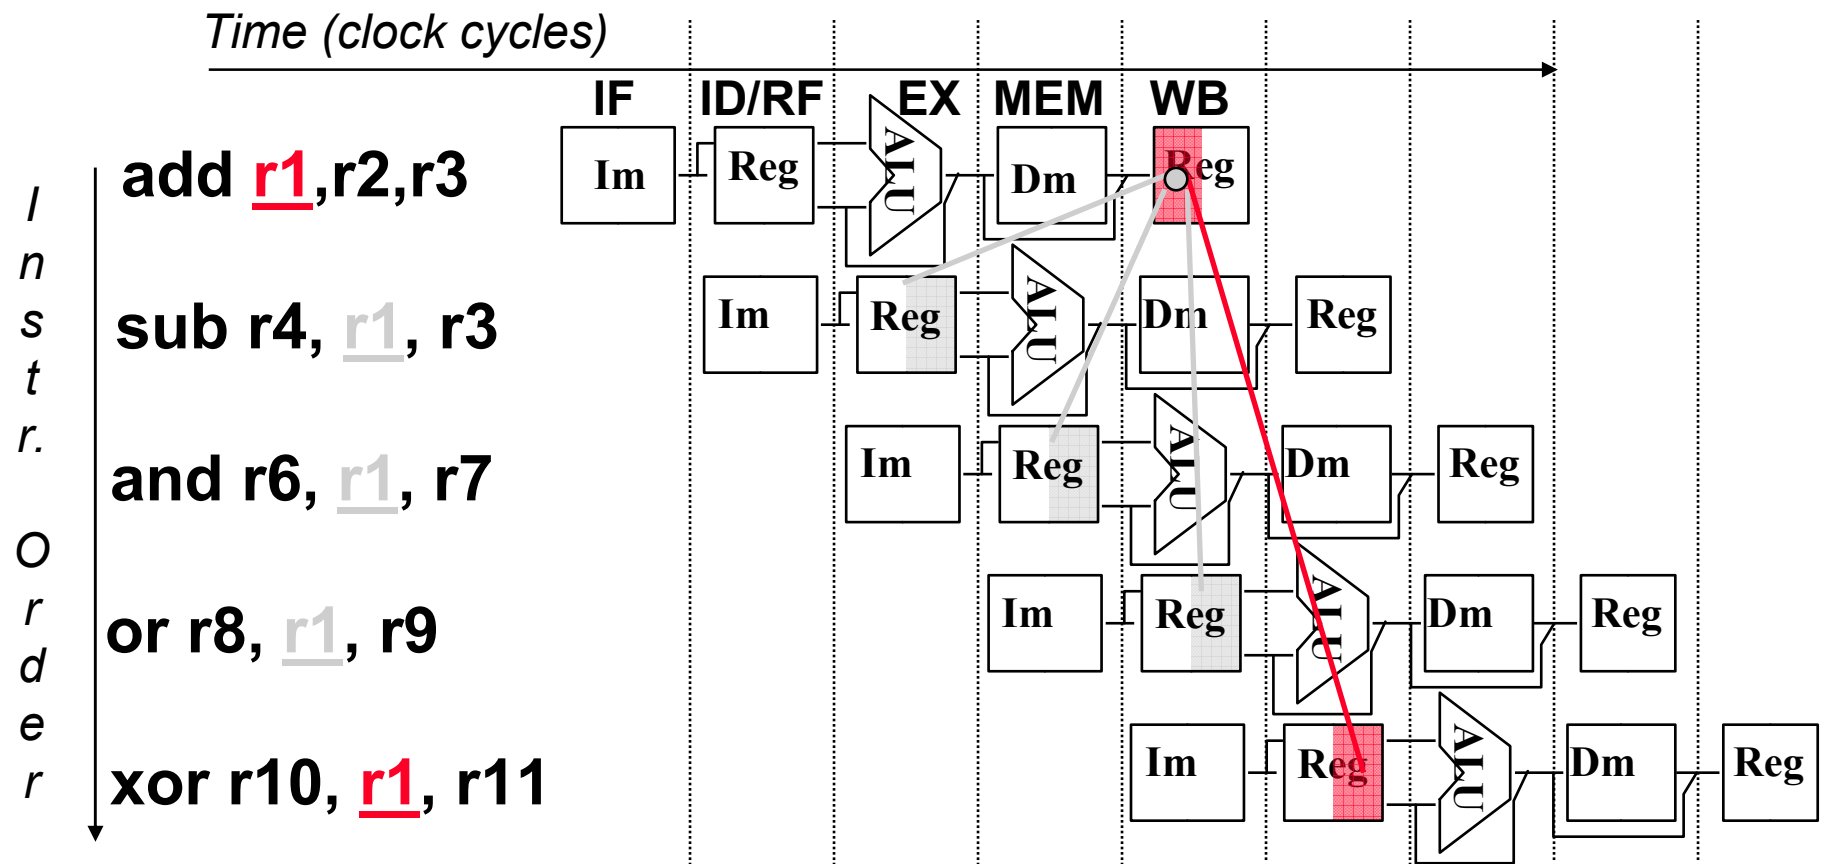 Time (clock cycles)
IF ID/RF EX MEM WB
Instr. Order
add r1,r2,r3
Im Reg ALU Dm Reg
sub r4, r1, r3
Im Reg ALU Dm Reg
and r6, r1, r7
Im Reg ALU Dm Reg
or r8, r1, r9
Im Reg ALU Dm Reg
xor r10, r1, r11
Im Reg ALU Dm Reg